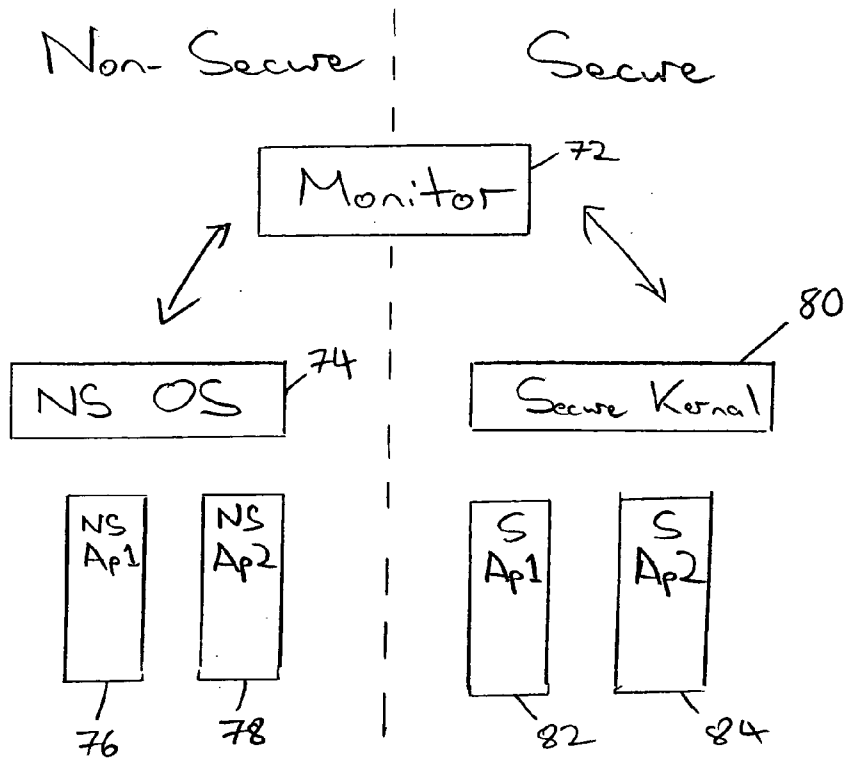 Non-Secure
Secure
Monitor
72
80
74
NS OS
Secure Kernal
NS
Ap1
NS
Ap2
S
Ap1
S
Ap2
76
78
82
84